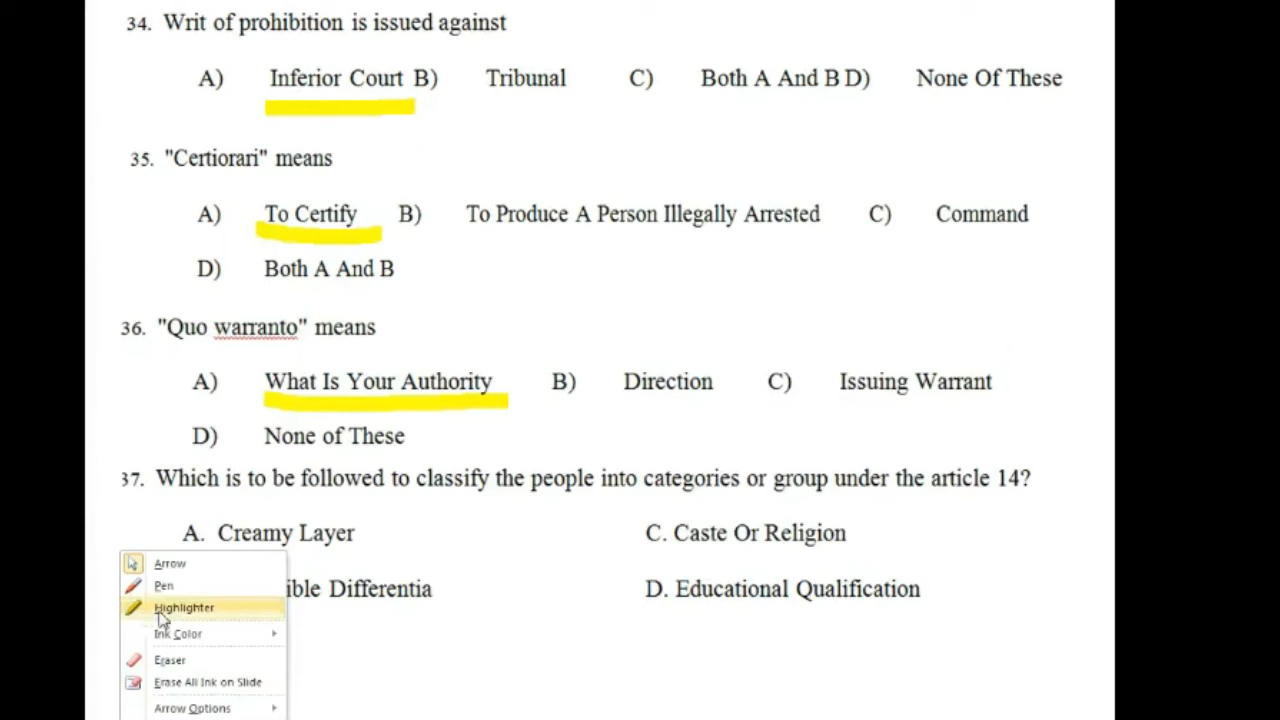 34. Writ of prohibition is issued against
A) Inferior Court B) Tribunal C) Both A And B D) None Of These
35. "Certiorari" means
A) To Certify B) To Produce A Person Illegally Arrested C) Command
D) Both A And B
36. "Quo warranto" means
A) What Is Your Authority B) Direction C) Issuing Warrant
D) None of These
37. Which is to be followed to classify the people into categories or group under the article 14?
A. Creamy Layer C. Caste Or Religion
Differentia D. Educational Qualification
Arrow
Pen
Highlighter
Ink Color
Eraser
Erase All Ink on Slide
Arrow Options